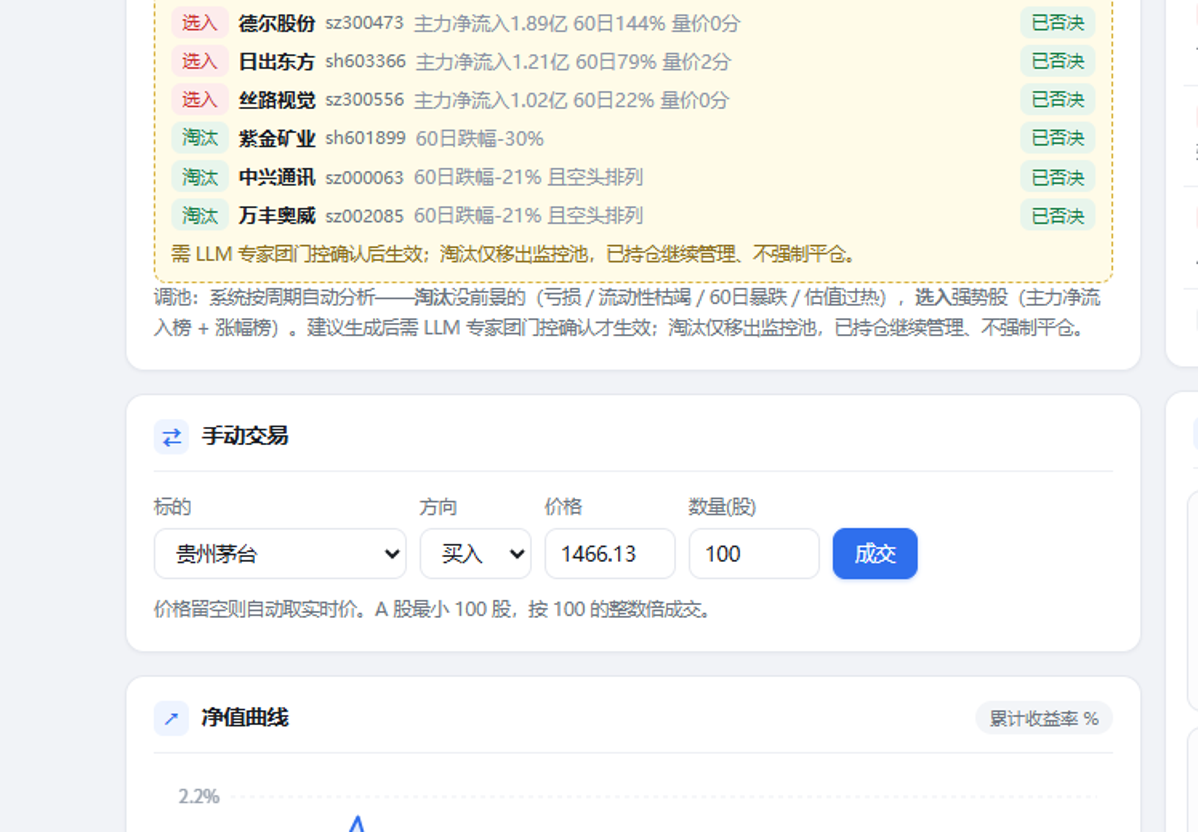 选入 德尔股份 sz300473 主力净流入1.89亿 60日144% 量价0分 已否决
选入 日出东方 sh603366 主力净流入1.21亿 60日79% 量价2分 已否决
选入 丝路视觉 sz300556 主力净流入1.02亿 60日22% 量价0分 已否决
淘汰 紫金矿业 sh601899 60日跌幅-30% 已否决
淘汰 中兴通讯 sz000063 60日跌幅-21% 且空头排列 已否决
淘汰 万丰奥威 sz002085 60日跌幅-21% 且空头排列 已否决
需 LLM 专家团门控确认后生效；淘汰仅移出监控池，已持仓继续管理、不强制平仓。
调池：系统按周期自动分析——淘汰没前景的（亏损 / 流动性枯竭 / 60日暴跌 / 估值过热），选入强势股（主力净流
入榜 + 涨幅榜）。建议生成后需 LLM 专家团门控确认才生效；淘汰仅移出监控池，已持仓继续管理、不强制平仓。
手动交易
标的 方向 价格 数量(股)
贵州茅台 买入 1466.13 100 成交
价格留空则自动取实时价。A 股最小 100 股，按 100 的整数倍成交。
净值曲线 累计收益率 %
2.2%